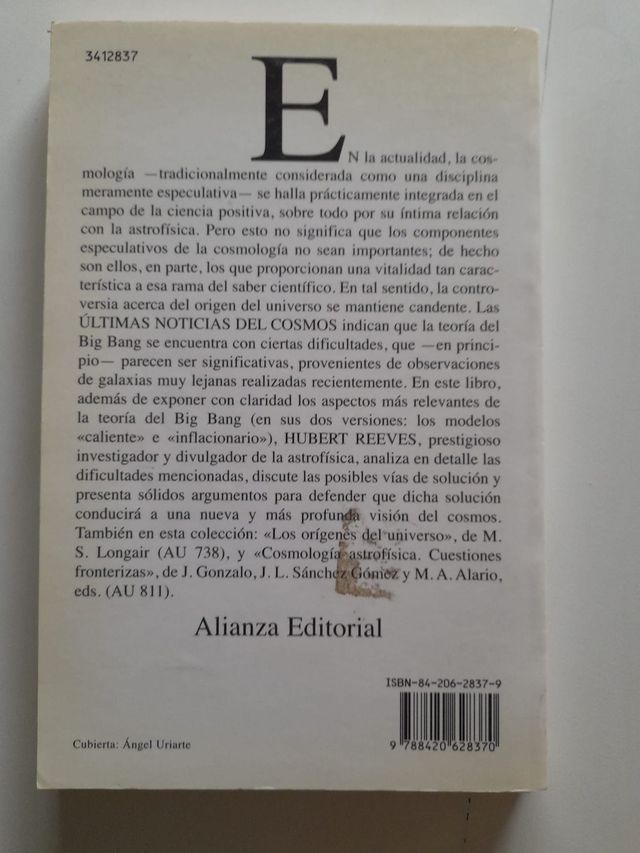 3412837
EN la actualidad, la cos-
mología —tradicionalmente considerada como una disciplina
meramente especulativa— se halla prácticamente integrada en el
campo de la ciencia positiva, sobre todo por su íntima relación
con la astrofísica. Pero esto no significa que los componentes
especulativos de la cosmología no sean importantes; de hecho
son ellos, en parte, los que proporcionan una vitalidad tan carac-
terística a esa rama del saber científico. En tal sentido, la contro-
versia acerca del origen del universo se mantiene candente. Las
ÚLTIMAS NOTICIAS DEL COSMOS indican que la teoría del
Big Bang se encuentra con ciertas dificultades, que —en princi-
pio— parecen ser significativas, provenientes de observaciones
de galaxias muy lejanas realizadas recientemente. En este libro,
además de exponer con claridad los aspectos más relevantes de
la teoría del Big Bang (en sus dos versiones: los modelos
«caliente» e «inflacionario»), HUBERT REEVES, prestigioso
investigador y divulgador de la astrofísica, analiza en detalle las
dificultades mencionadas, discute las posibles vías de solución y
presenta sólidos argumentos para defender que dicha solución
conducirá a una nueva y más profunda visión del cosmos.
También en esta colección: «Los orígenes del universo», de M.
S. Longair (AU 738), y «Cosmología astrofísica. Cuestiones
fronterizas», de J. Gonzalo, J. L. Sánchez Gómez y M. A. Alario,
eds. (AU 811).
Alianza Editorial
ISBN-84-206-2837-9
9 788420 628370
Cubierta: Ángel Uriarte